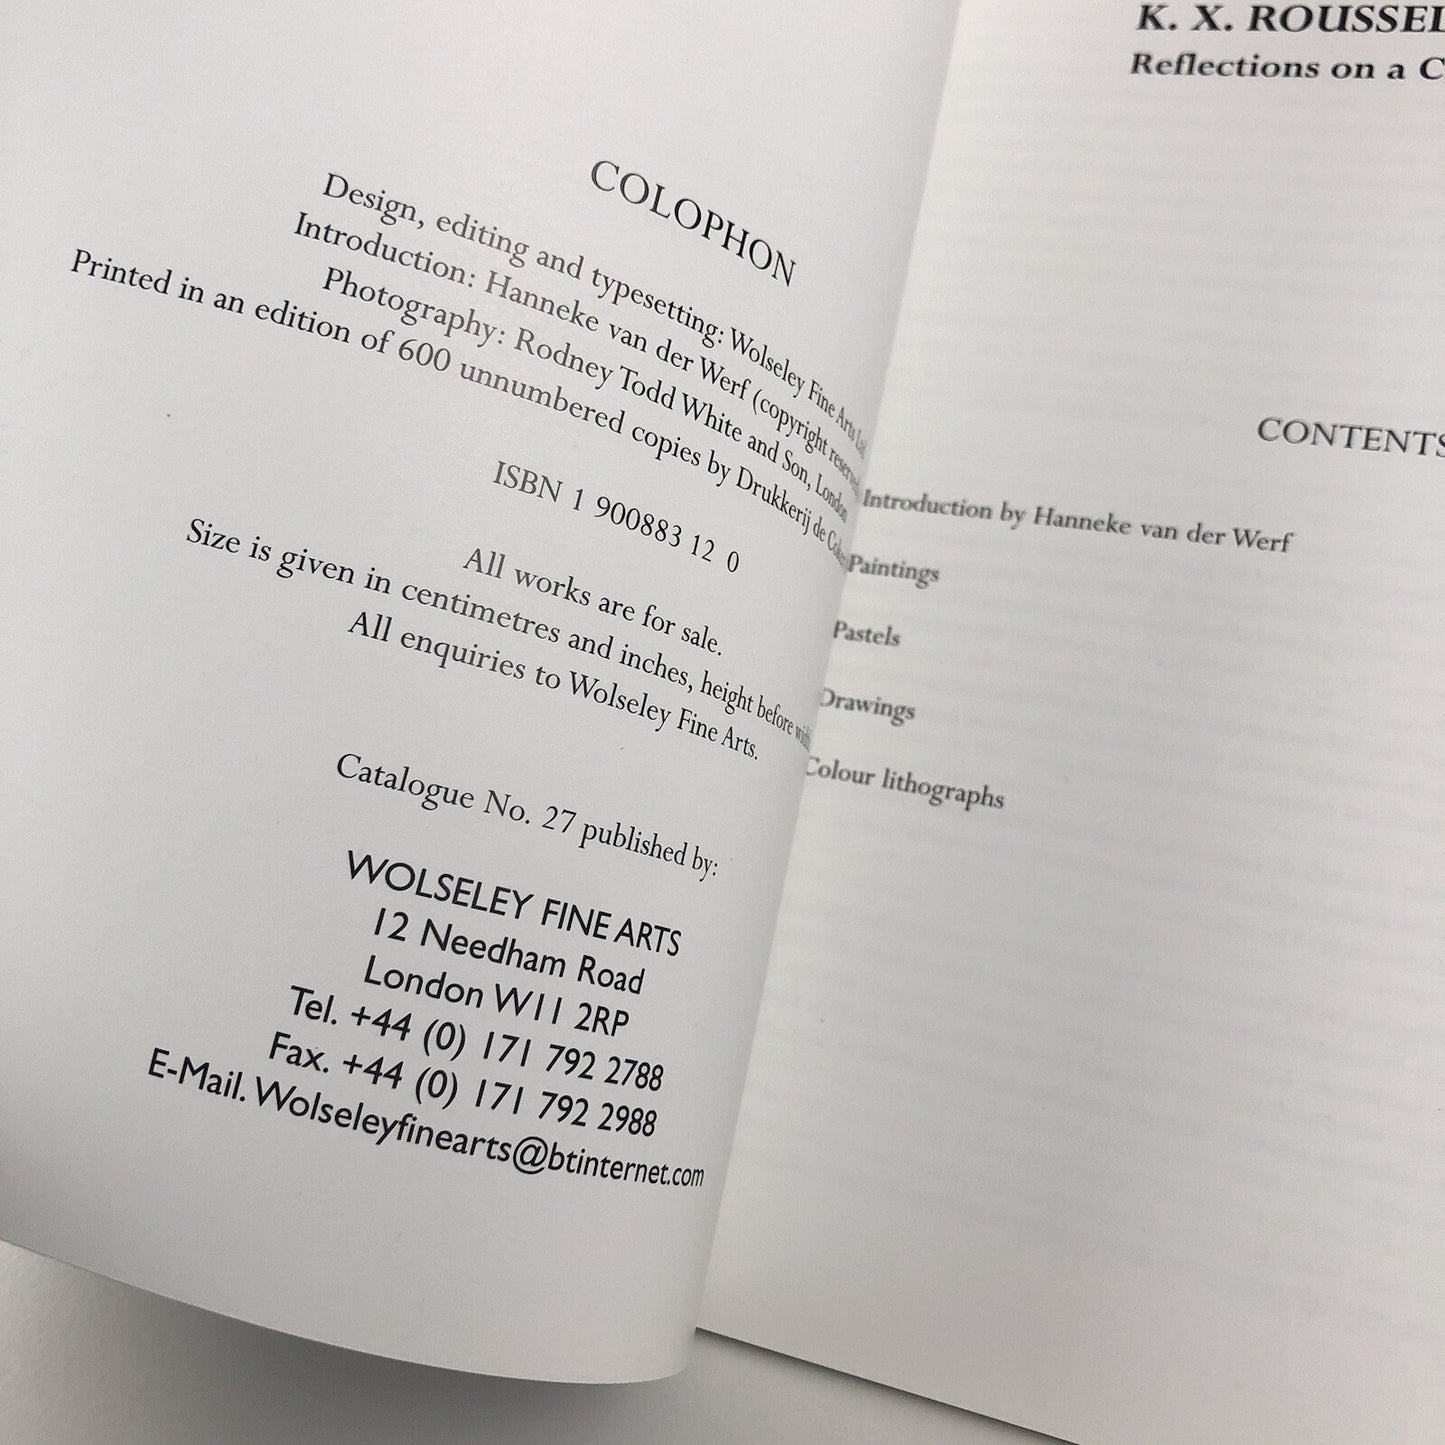 COLOPHON
Design, editing and typesetting: Wolseley Fine Arts Ltd
Introduction: Hanneke van der Werf (copyright reserved
Photography: Rodney Todd White and Son, London
Printed in an edition of 600 unnumbered copies by Drukkerij de
ISBN 1 900883 12 0
All works are for sale.
Size is given in centimetres and inches, height before width
All enquiries to Wolseley Fine Arts.
Catalogue No. 27 published by:
WOLSELEY FINE ARTS
12 Needham Road
London W11 2RP
Tel. +44 (0) 171 792 2788
Fax. +44 (0) 171 792 2988
E-Mail. Wolseleyfinearts@btinternet.com
K. X. ROUSSEL
Reflections on a C
CONTENTS
Introduction by Hanneke van der Werf
Paintings
Pastels
Drawings
Colour lithographs